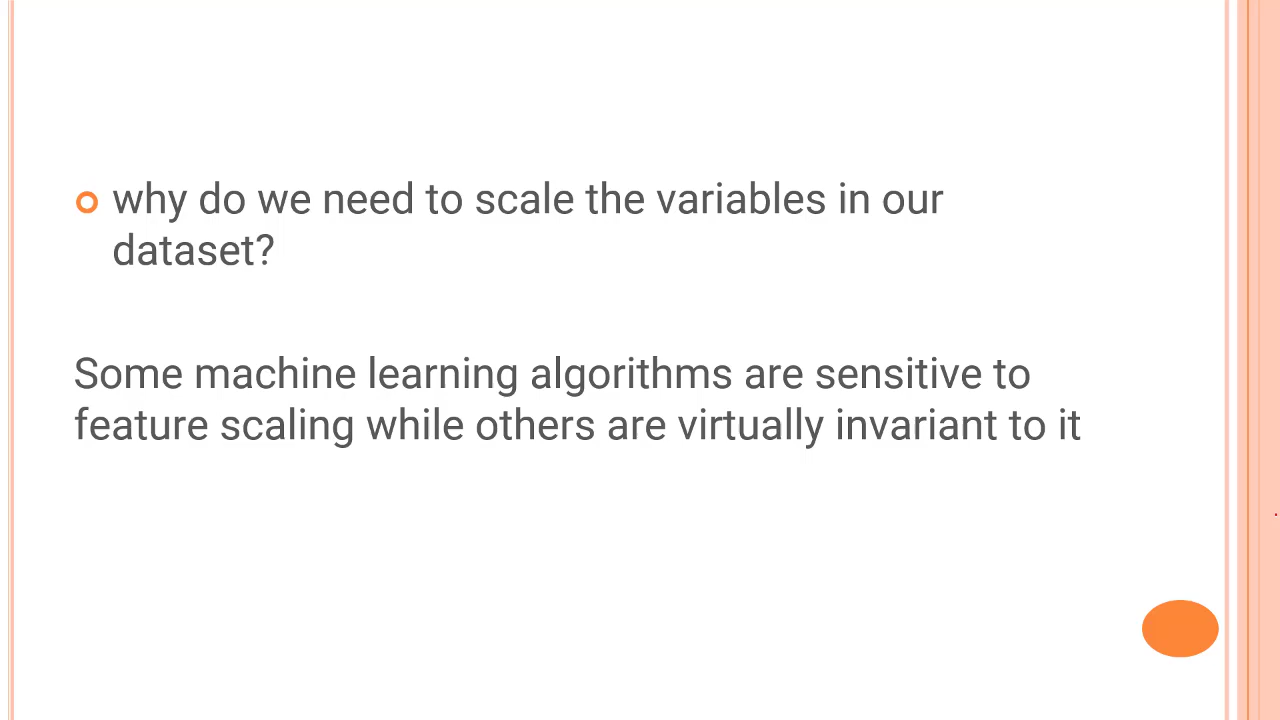 why do we need to scale the variables in our
dataset?
Some machine learning algorithms are sensitive to
feature scaling while others are virtually invariant to it
.